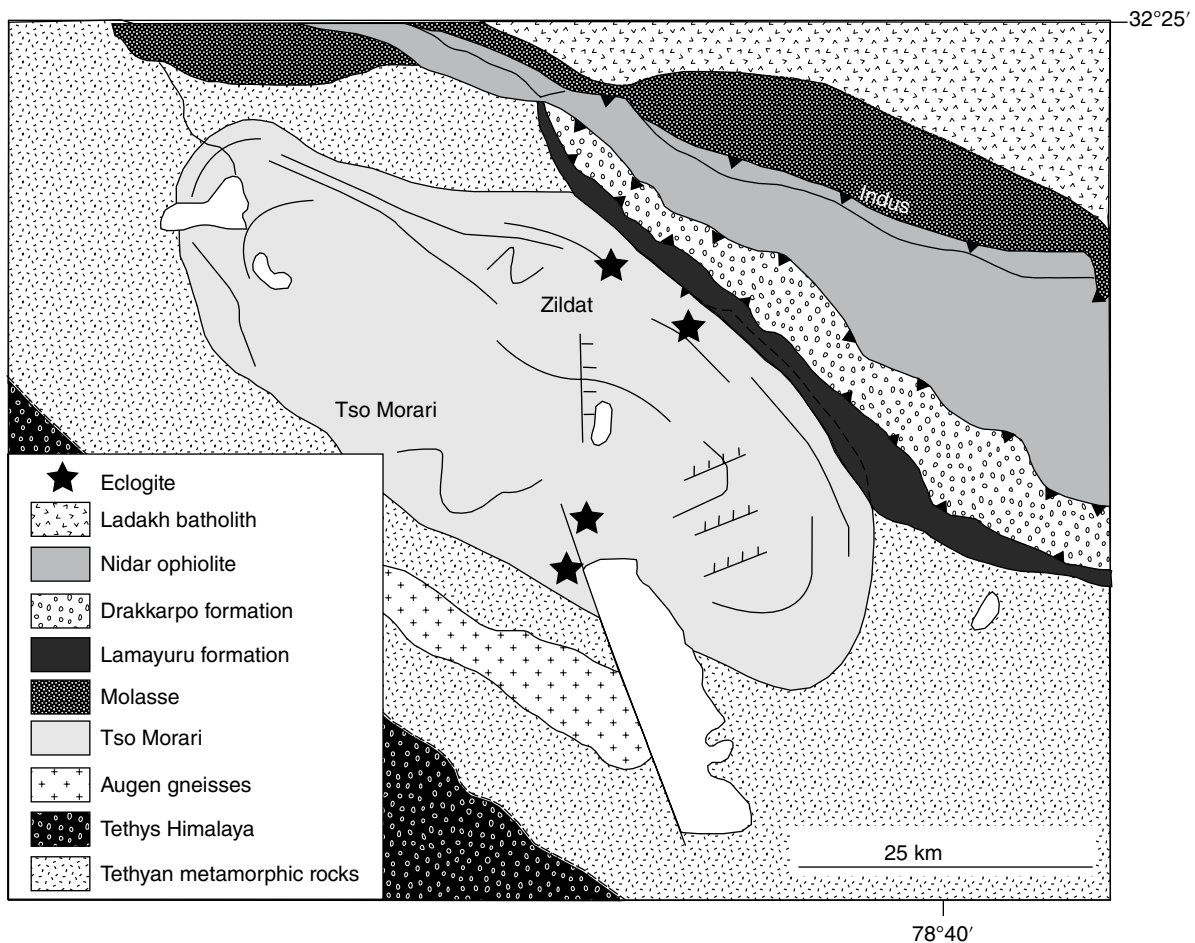 32°25′
Indus
Zildat
Tso Morari
Eclogite
Ladakh batholith
Nidar ophiolite
Drakkarpo formation
Lamayuru formation
Molasse
Tso Morari
Augen gneisses
Tethys Himalaya
Tethyan metamorphic rocks
25 km
78°40′